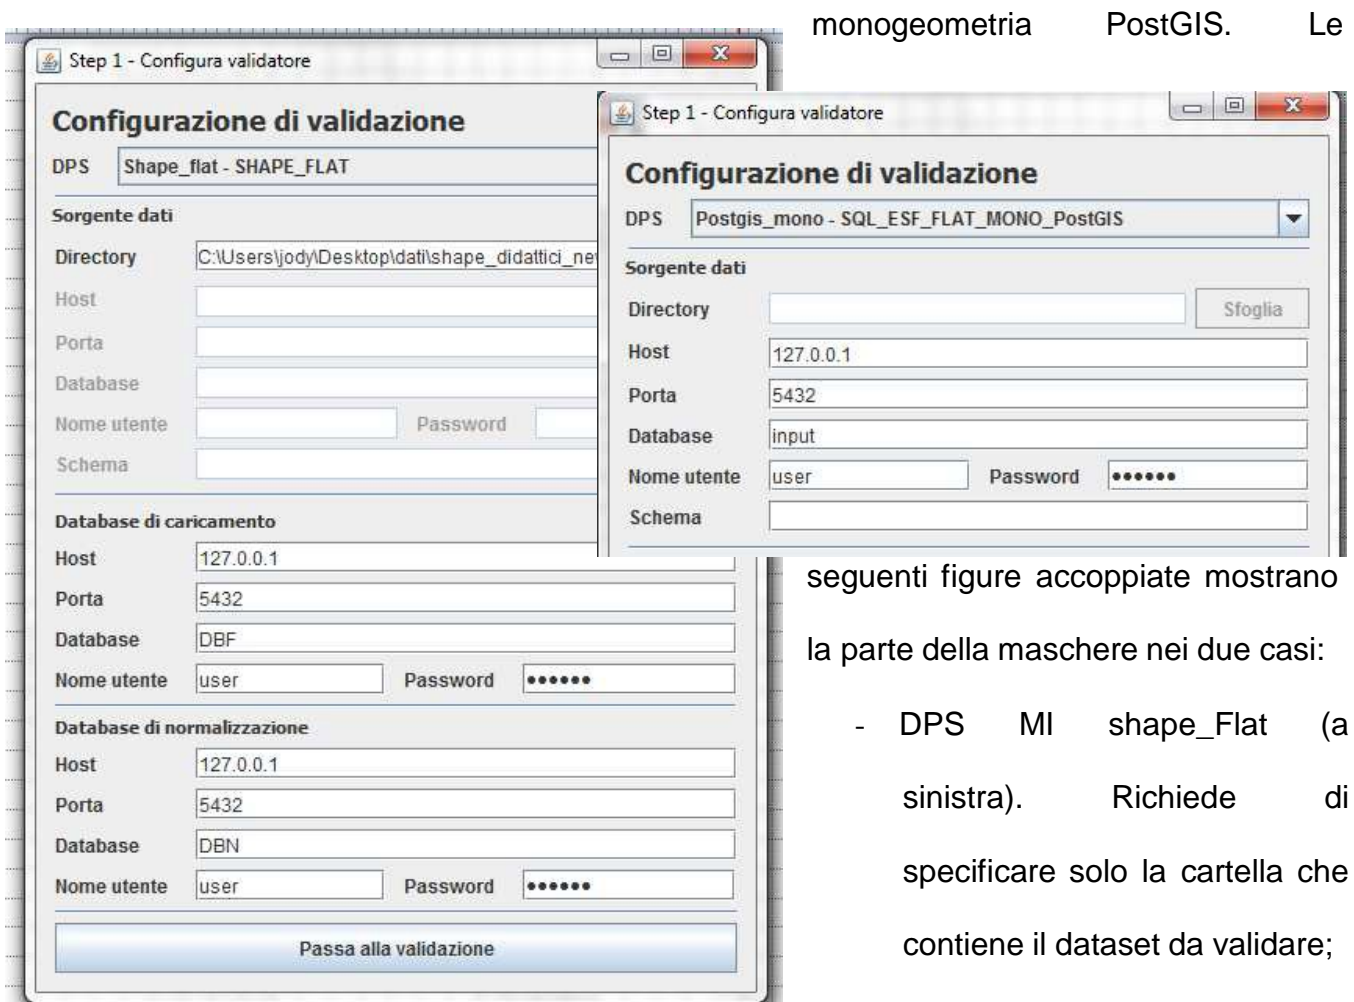 monogeometria PostGIS. Le
Step 1 - Configura validatore
Configurazione di validazione
DPS Shape_flat - SHAPE_FLAT
Sorgente dati
Directory C:\Users\jody\Desktop\dati\shape_didattici_ne
Host
Porta
Database
Nome utente Password
Schema
Database di caricamento
Host 127.0.0.1
Porta 5432
Database DBF
Nome utente user Password ••••••
Database di normalizzazione
Host 127.0.0.1
Porta 5432
Database DBN
Nome utente user Password ••••••
Passa alla validazione
Step 1 - Configura validatore
Configurazione di validazione
DPS Postgis_mono - SQL_ESF_FLAT_MONO_PostGIS
Sorgente dati
Directory Sfoglia
Host 127.0.0.1
Porta 5432
Database input
Nome utente user Password ••••••
Schema
seguenti figure accoppiate mostrano
la parte della maschere nei due casi:
- DPS MI shape_Flat (a
sinistra). Richiede di
specificare solo la cartella che
contiene il dataset da validare;